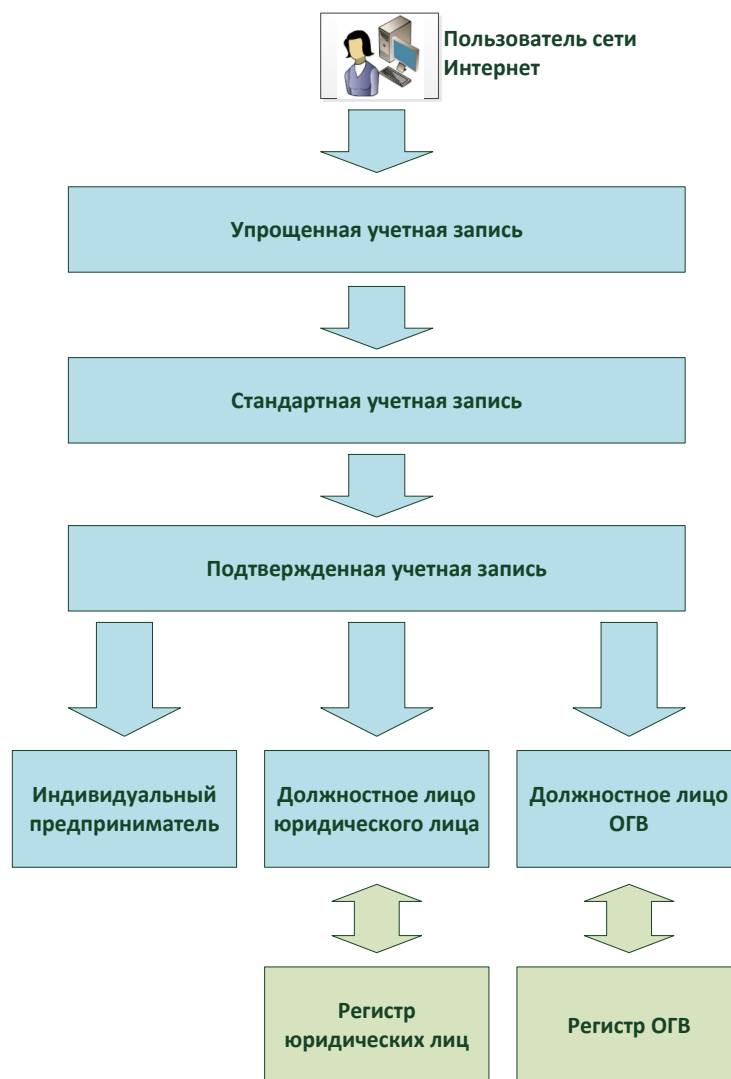 Пользователь сети
Интернет
Упрощенная учетная запись
Стандартная учетная запись
Подтвержденная учетная запись
Индивидуальный
предприниматель
Должностное лицо
юридического лица
Должностное лицо
ОГВ
Регистр
юридических лиц
Регистр ОГВ